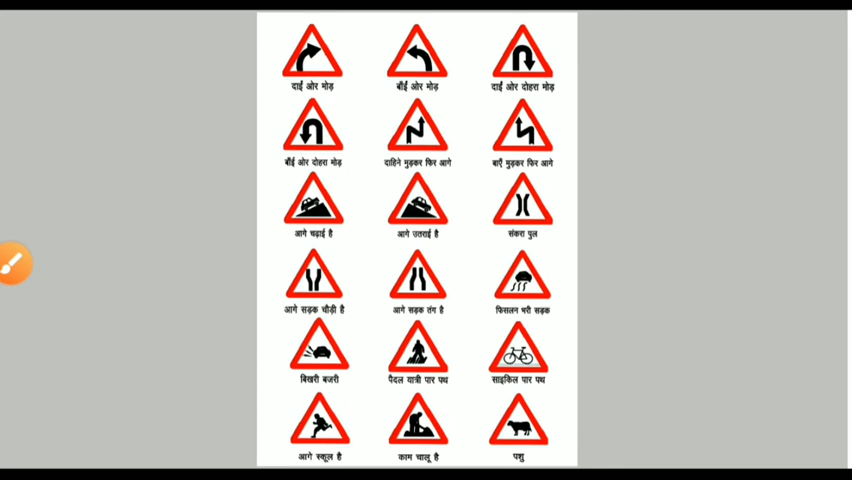 दाईं ओर मोड़
बाँईं ओर मोड़
दाईं ओर दोहरा मोड़
बाँईं ओर दोहरा मोड़
दाहिने मुड़कर फिर आगे
बाएँ मुड़कर फिर आगे
आगे चढ़ाई है
आगे उतराई है
संकरा पुल
आगे सड़क चौड़ी है
आगे सड़क तंग है
फिसलन भरी सड़क
बिखरी बजरी
पैदल यात्री पार पथ
साइकिल पार पथ
आगे स्कूल है
काम चालू है
पशु